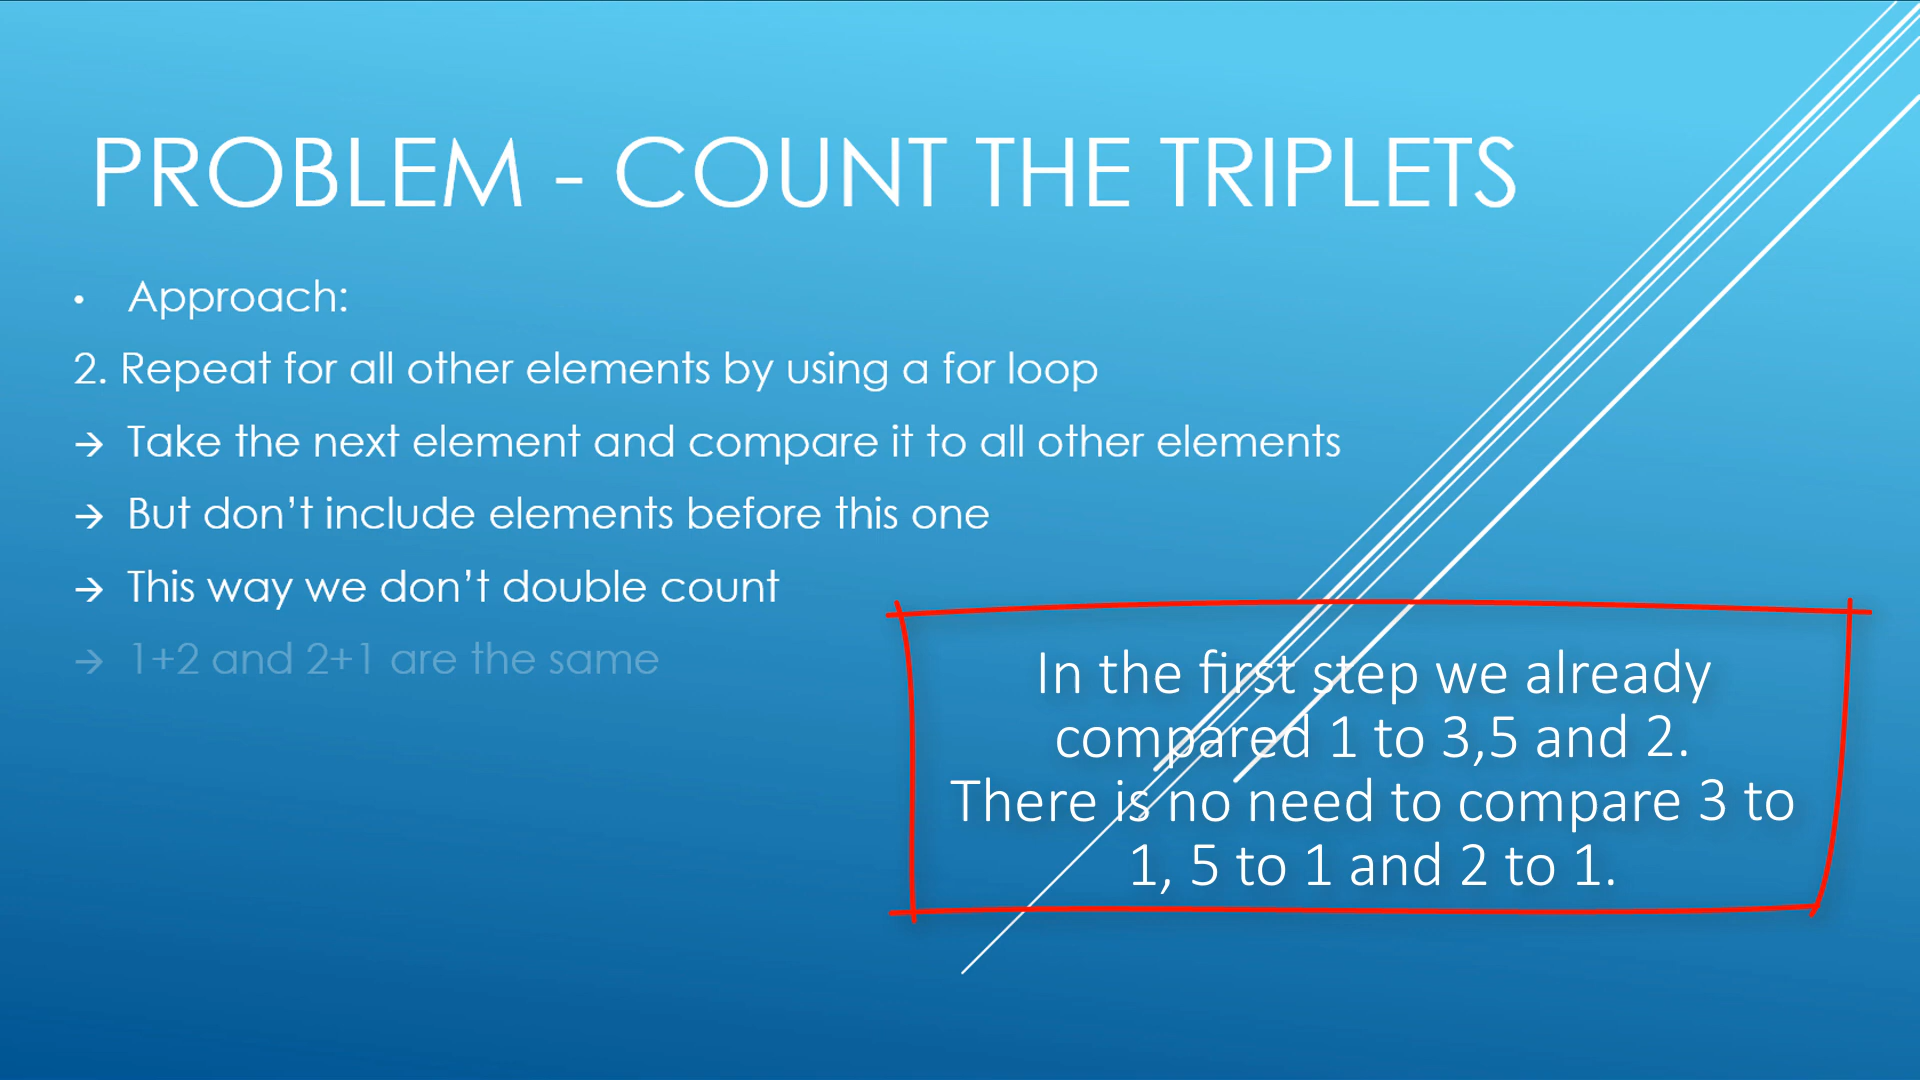 PROBLEM - COUNT THE TRIPLETS
• Approach:
2. Repeat for all other elements by using a for loop
→ Take the next element and compare it to all other elements
→ But don’t include elements before this one
→ This way we don’t double count
→ 1+2 and 2+1 are the same
In the first step we already
compared 1 to 3,5 and 2.
There is no need to compare 3 to
1, 5 to 1 and 2 to 1.